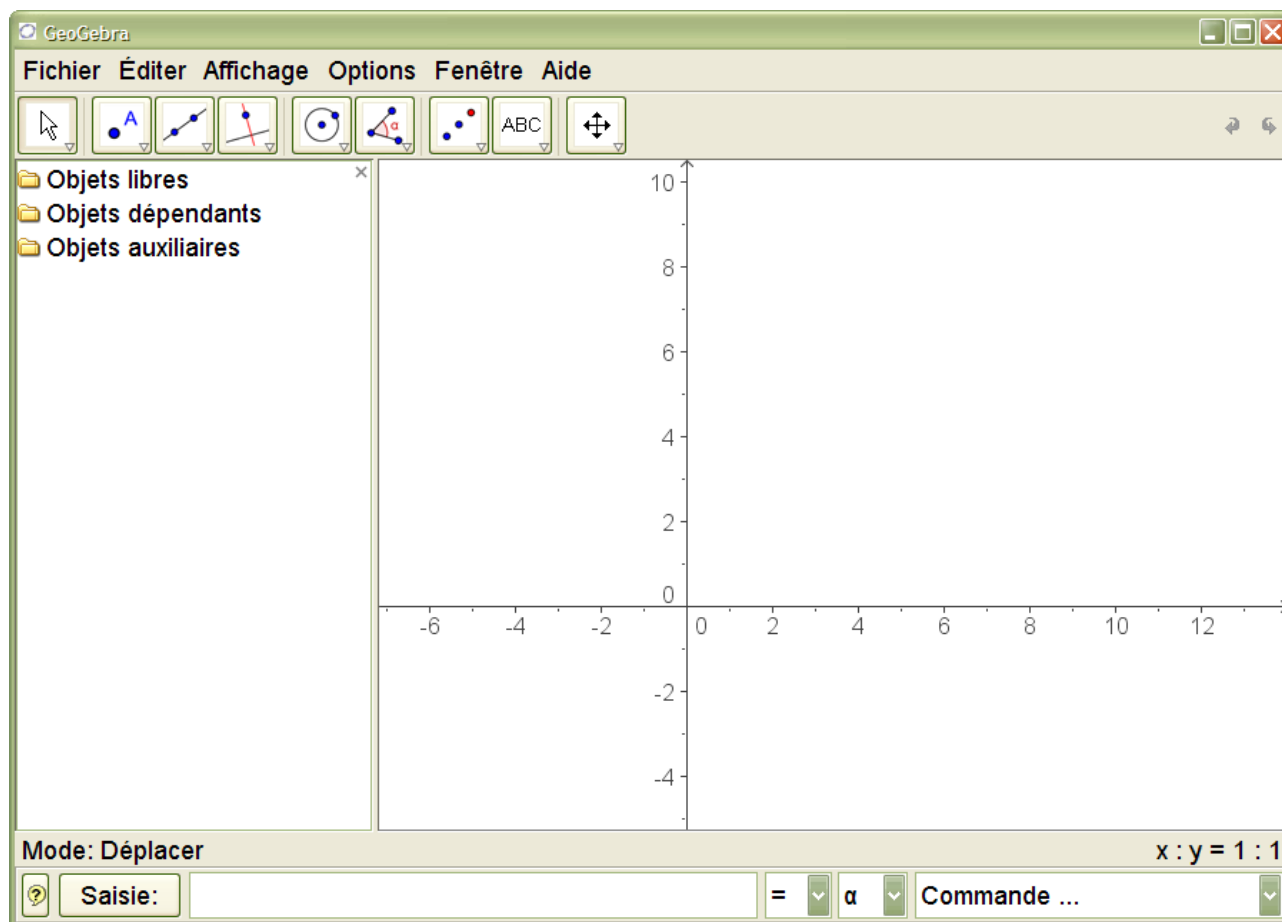 GeoGebra
Fichier Éditer Affichage Options Fenêtre Aide
A α ABC
Objets libres
Objets dépendants
Objets auxiliaires
10
8
6
4
2
0
-6 -4 -2 0 2 4 6 8 10 12
-2
-4
Mode: Déplacer x : y = 1 : 1
? Saisie: = α Commande ...